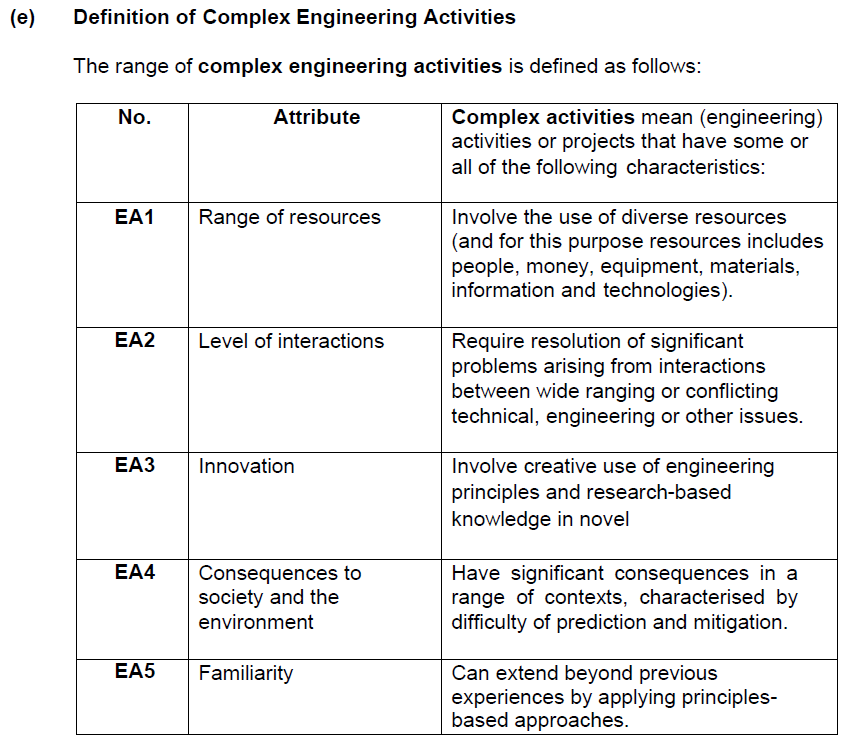 (e) Definition of Complex Engineering Activities
The range of complex engineering activities is defined as follows:
No.
Attribute
Complex activities mean (engineering)
activities or projects that have some or
all of the following characteristics:
EA1
Range of resources
Involve the use of diverse resources
(and for this purpose resources includes
people, money, equipment, materials,
information and technologies).
EA2
Level of interactions
Require resolution of significant
problems arising from interactions
between wide ranging or conflicting
technical, engineering or other issues.
EA3
Innovation
Involve creative use of engineering
principles and research-based
knowledge in novel
EA4
Consequences to
society and the
environment
Have significant consequences in a
range of contexts, characterised by
difficulty of prediction and mitigation.
EA5
Familiarity
Can extend beyond previous
experiences by applying principles-
based approaches.